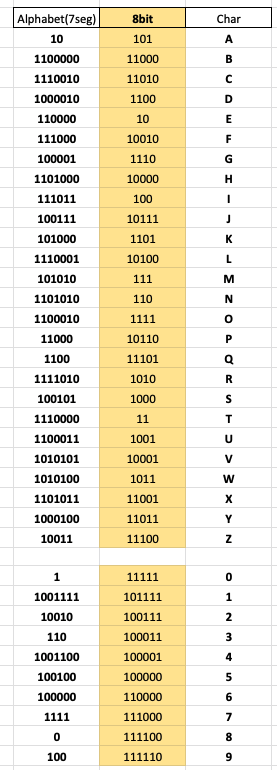 Alphabet(7seg) 8bit Char
10 101 A
1100000 11000 B
1110010 11010 C
1000010 1100 D
110000 10 E
111000 10010 F
100001 1110 G
1101000 10000 H
111011 100 I
100111 10111 J
101000 1101 K
1110001 10100 L
101010 111 M
1101010 110 N
1100010 1111 O
11000 10110 P
1100 11101 Q
1111010 1010 R
100101 1000 S
1110000 11 T
1100011 1001 U
1010101 10001 V
1010100 1011 W
1101011 11001 X
1000100 11011 Y
10011 11100 Z
1 11111 0
1001111 101111 1
10010 100111 2
110 100011 3
1001100 100001 4
100100 100000 5
100000 110000 6
1111 111000 7
0 111100 8
100 111110 9